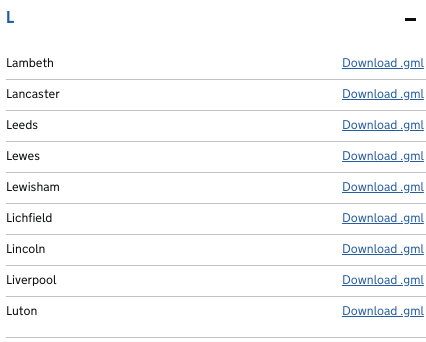 L
Lambeth Download .gml
Lancaster Download .gml
Leeds Download .gml
Lewes Download .gml
Lewisham Download .gml
Lichfield Download .gml
Lincoln Download .gml
Liverpool Download .gml
Luton Download .gml